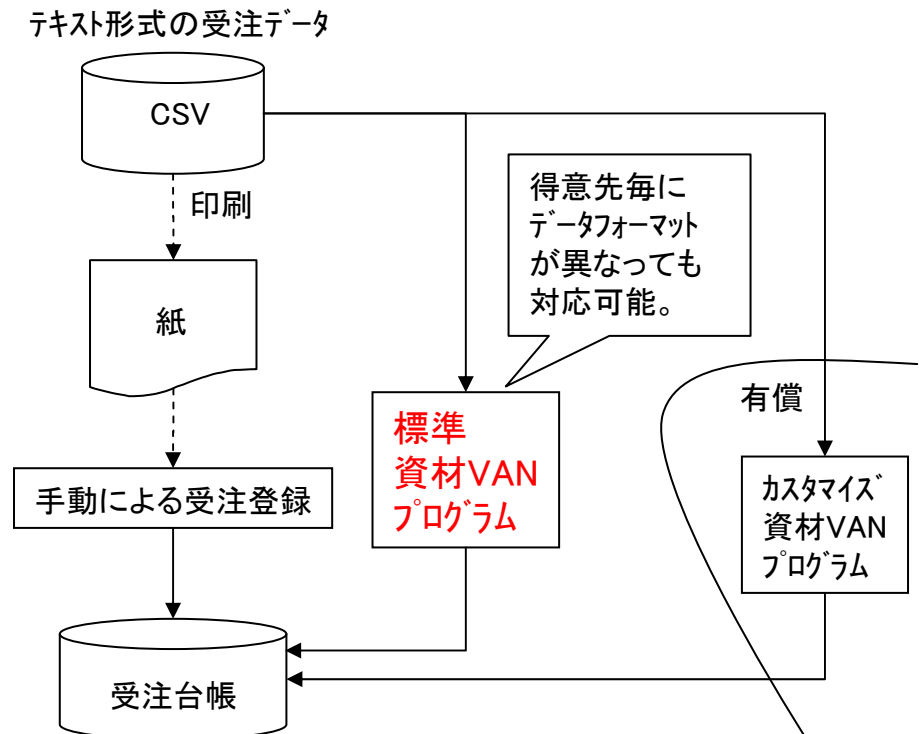 ﾃｷｽﾄ形式の受注ﾃﾞｰﾀ
CSV
印刷
紙
手動による受注登録
受注台帳
得意先毎に
ﾃﾞｰﾀﾌｫｰﾏｯﾄ
が異なっても
対応可能。
標準
資材VAN
ﾌﾟﾛｸﾞﾗﾑ
有償
ｶｽﾀﾏｲｽﾞ
資材VAN
ﾌﾟﾛｸﾞﾗﾑ